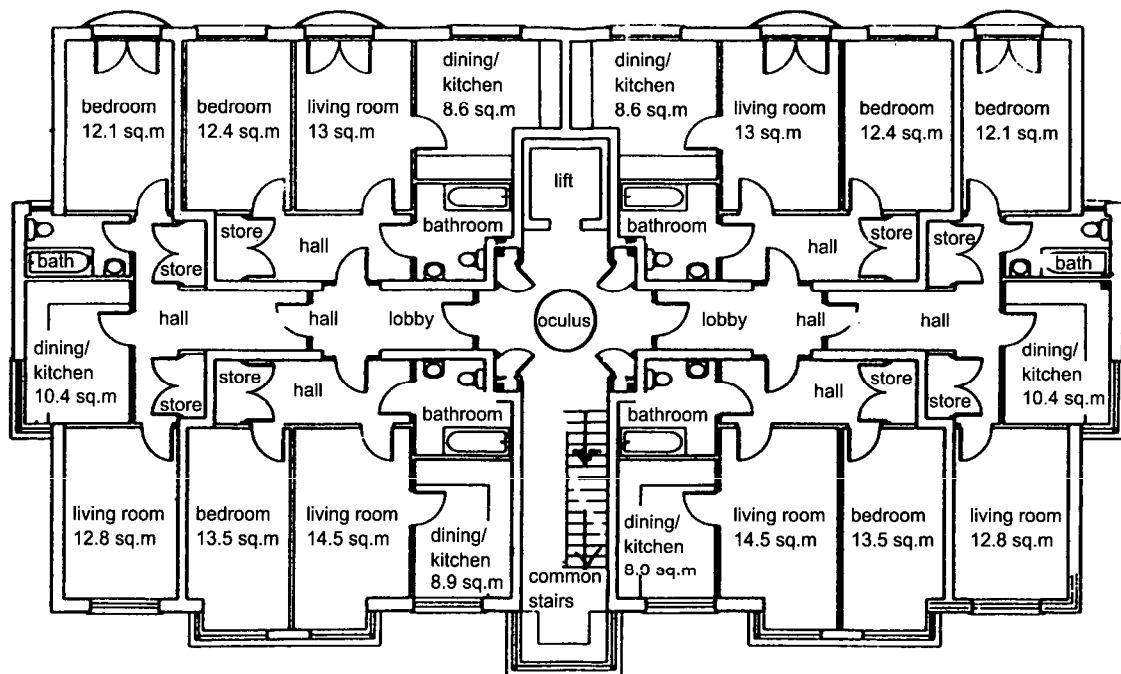 bedroom
12.1 sq.m
bedroom
12.4 sq.m
living room
13 sq.m
dining/
kitchen
8.6 sq.m
dining/
kitchen
8.6 sq.m
living room
13 sq.m
bedroom
12.4 sq.m
bedroom
12.1 sq.m
lift
bath
store
store
hall
bathroom
bathroom
hall
store
store
bath
hall
hall
lobby
oculus
lobby
hall
hall
dining/
kitchen
10.4 sq.m
store
store
hall
bathroom
bathroom
hall
store
store
dining/
kitchen
10.4 sq.m
living room
12.8 sq.m
bedroom
13.5 sq.m
living room
14.5 sq.m
dining/
kitchen
8.9 sq.m
common
stairs
dining/
kitchen
sq.m
living room
14.5 sq.m
bedroom
13.5 sq.m
living room
12.8 sq.m